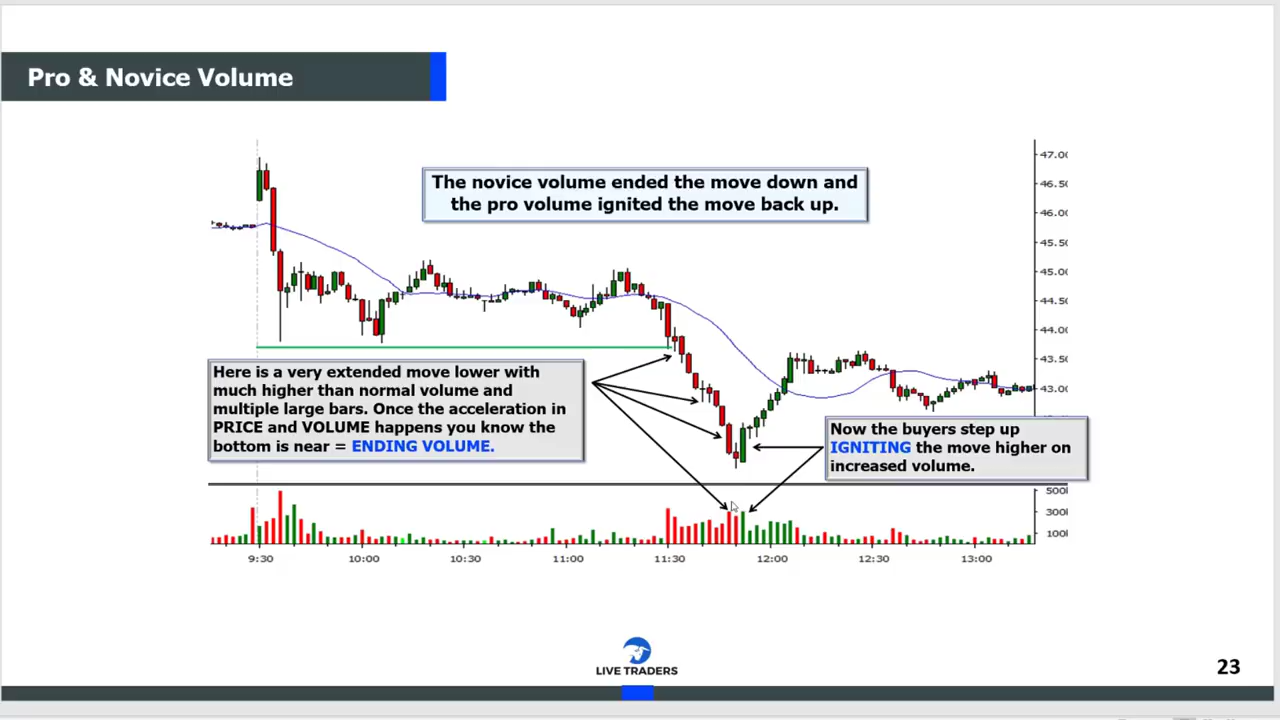 Pro & Novice Volume
The novice volume ended the move down and
the pro volume ignited the move back up.
47.00
46.50
46.00
45.50
45.00
44.50
44.00
43.50
43.00
Here is a very extended move lower with
much higher than normal volume and
multiple large bars. Once the acceleration in
PRICE and VOLUME happens you know the
bottom is near = ENDING VOLUME.
Now the buyers step up
IGNITING the move higher on
increased volume.
500
300
100
9:30 10:00 10:30 11:00 11:30 12:00 12:30 13:00
LIVE TRADERS
23